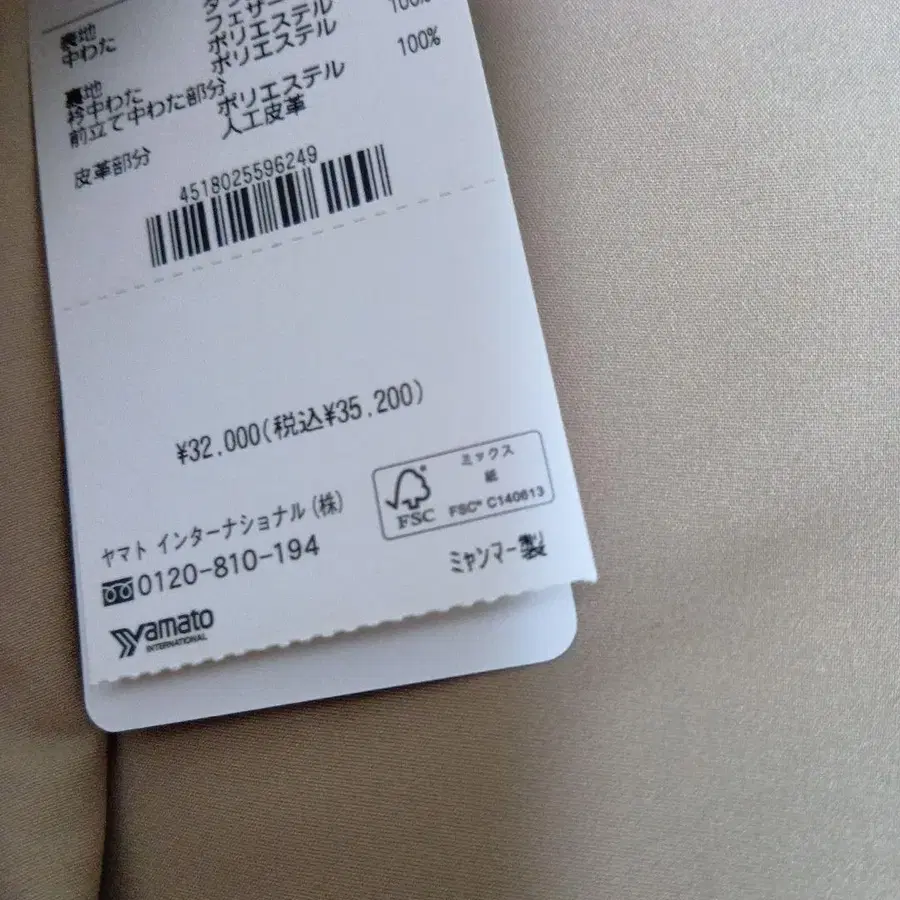 表地
中わた
フェザー
ポリエステル
100%
ポリエステル
裏地
衿中わた
前立て中わた部分
ポリエステル
100%
人工皮革
皮革部分
4518025596249
¥32,000(税込¥35,200)
ミックス
紙
FSC® C140613
FSC
ヤマト インターナショナル(株)
0120-810-194
ミャンマー製
Yamato
INTERNATIONAL